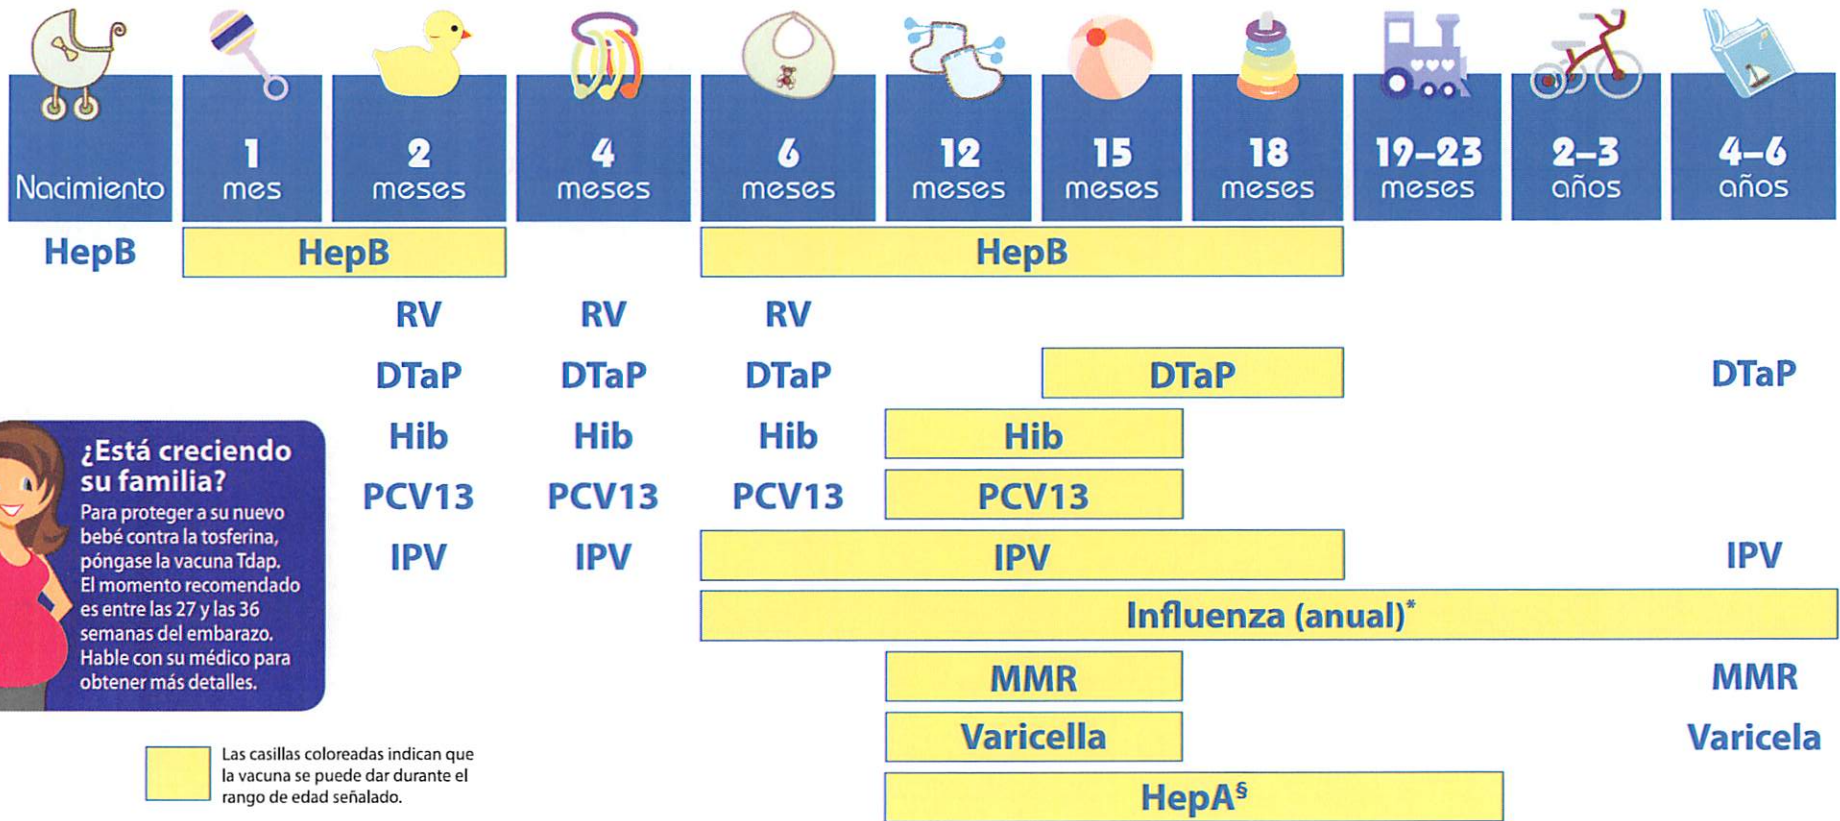 Nacimiento
1 mes
2 meses
4 meses
6 meses
12 meses
15 meses
18 meses
19–23 meses
2–3 años
4–6 años
HepB HepB HepB
RV RV RV
DTaP DTaP DTaP DTaP DTaP
Hib Hib Hib Hib
PCV13 PCV13 PCV13 PCV13
IPV IPV IPV IPV
Influenza (anual)*
MMR MMR
Varicella Varicela
HepA§
¿Está creciendo
su familia?
Para proteger a su nuevo
bebé contra la tosferina,
póngase la vacuna Tdap.
El momento recomendado
es entre las 27 y las 36
semanas del embarazo.
Hable con su médico para
obtener más detalles.
Las casillas coloreadas indican que
la vacuna se puede dar durante el
rango de edad señalado.